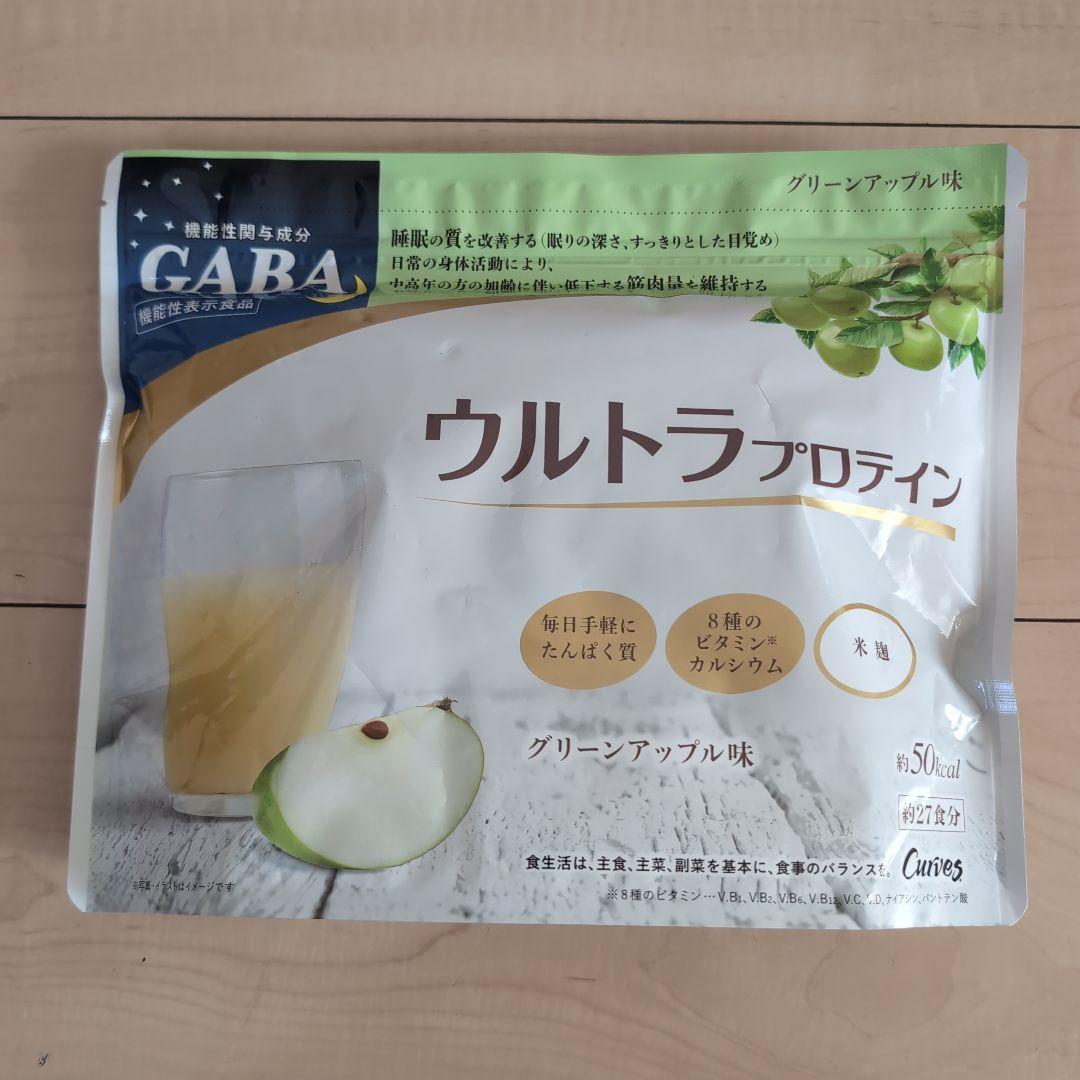 グリーンアップル味
機能性関与成分
GABA
機能性表示食品
睡眠の質を改善する(眠りの深さ、すっきりとした目覚め)
日常の身体活動により、
中高年の方の加齢に伴い低下する筋肉量を維持する
ウルトラプロテイン
毎日手軽に
たんぱく質
8種の
ビタミン※
カルシウム
米麹
グリーンアップル味
約50kcal
約27食分
食生活は、主食、主菜、副菜を基本に、食事のバランスを。
Curves
※写真・イラストはイメージです
※8種のビタミン…V.B1、V.B2、V.B6、V.B12、V.C、V.D、ナイアシン、パントテン酸